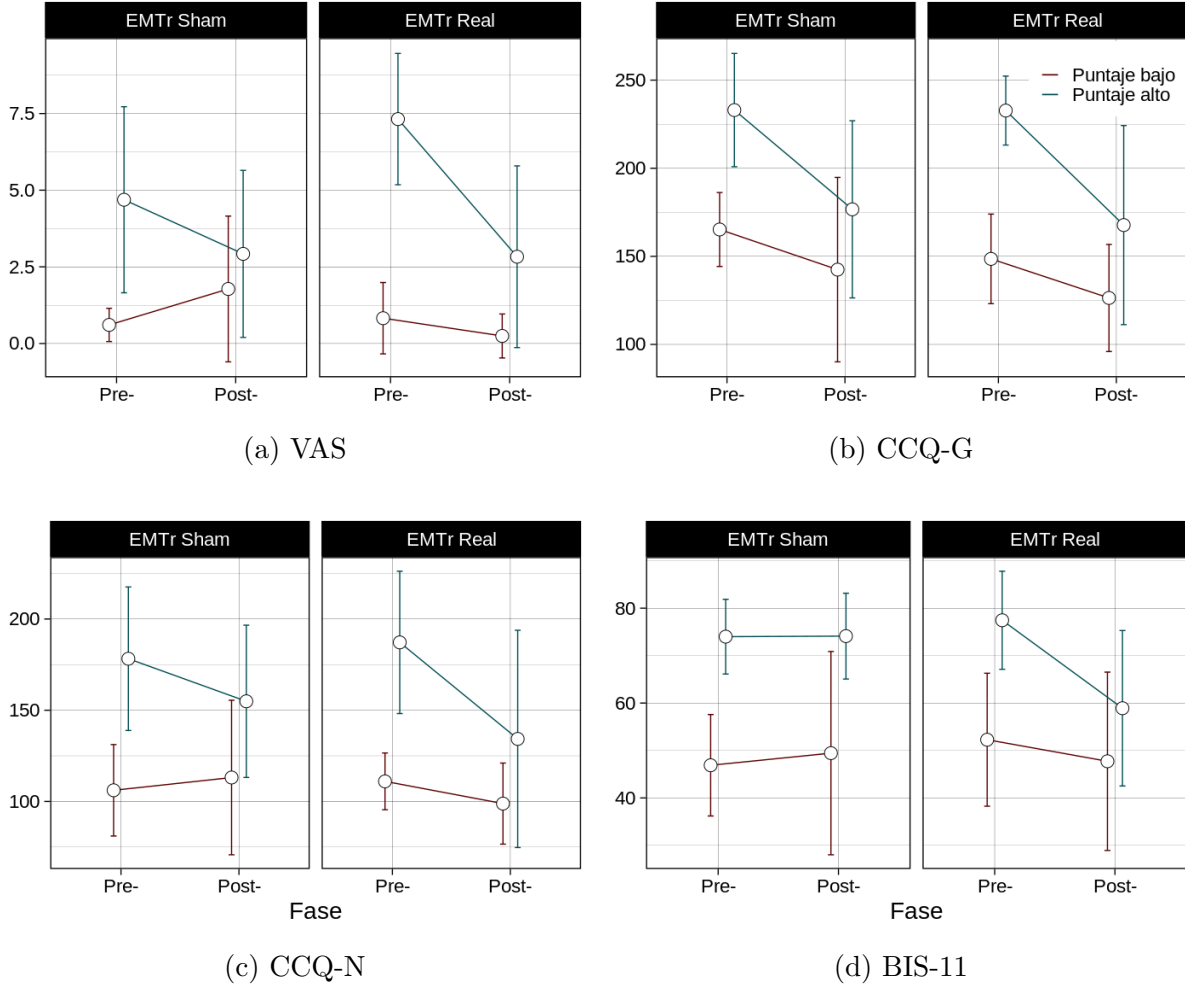 EMTr Sham
EMTr Real
7.5
5.0
2.5
0.0
Pre-
Post-
Pre-
Post-
(a) VAS
EMTr Sham
EMTr Real
Puntaje bajo
Puntaje alto
250
200
150
100
Pre-
Post-
Pre-
Post-
(b) CCQ-G
EMTr Sham
EMTr Real
200
150
100
Pre-
Post-
Pre-
Post-
Fase
(c) CCQ-N
EMTr Sham
EMTr Real
80
60
40
Pre-
Post-
Pre-
Post-
Fase
(d) BIS-11